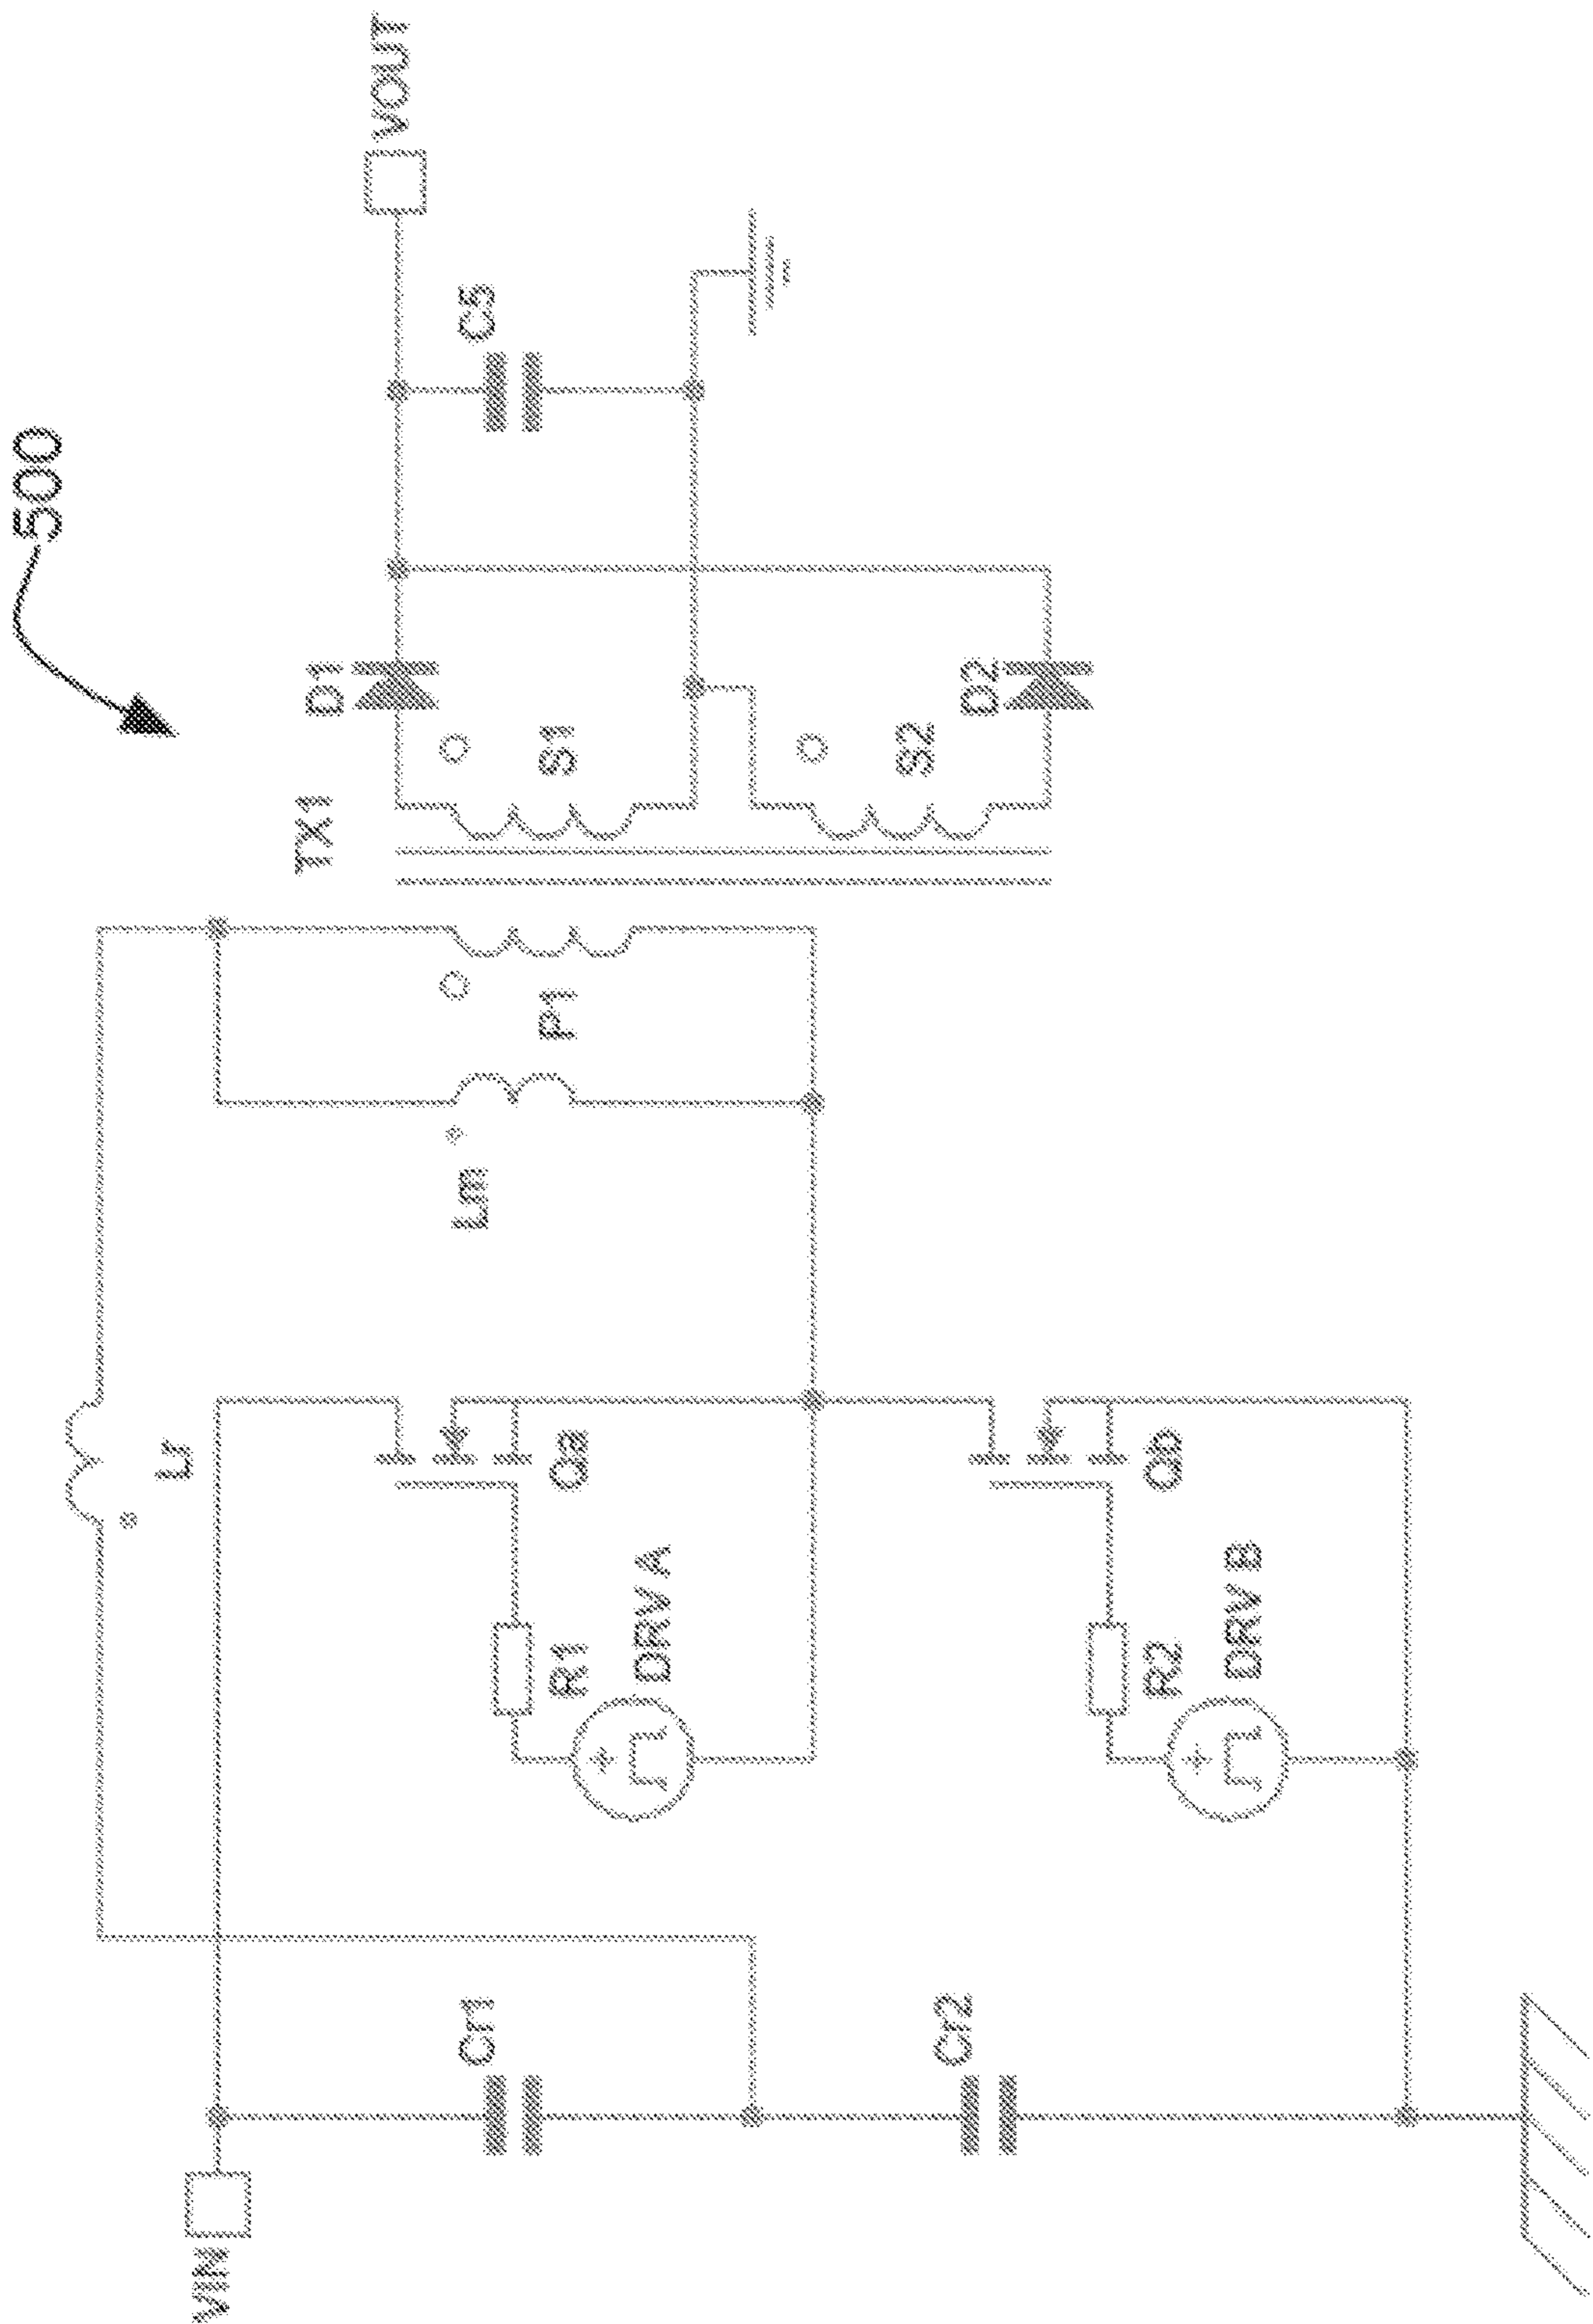 500
VIN
Cr1
Cr2
Lr
Qa
R1
DRV A
Qb
R2
DRV B
Lm
P1
TX1
S1
S2
D1
D2
C5
VOUT